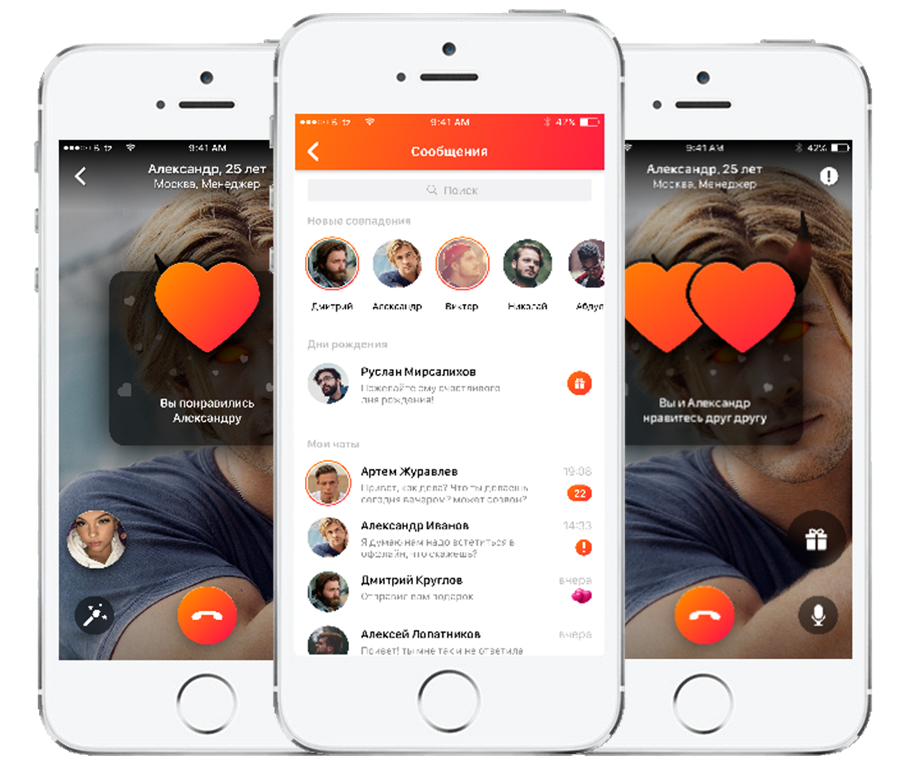 9:41 AM
Александр, 25 лет
Москва, Менеджер
Вы понравились
Александру
9:41 AM
42%
Сообщения
Поиск
Новые совпадения
Дмитрий
Александр
Виктор
Николай
Абдул
Дни рождения
Руслан Мирсалихов
Пожелайте ему счастливого
дня рождения!
Мои чаты
Артем Журавлев
19:08
Привет, как дела? Что ты делаешь
сегодня вечером? может созвон?
22
Александр Иванов
14:33
Я думаю нам надо встетиться в
офлайн, что скажешь?
Дмитрий Круглов
вчера
Отправил вам подарок
Алексей Лопатников
вчера
Привет! ты мне так и не ответила
9:41 AM
42%
Александр, 25 лет
Москва, Менеджер
Вы и Александр
нравитесь друг другу